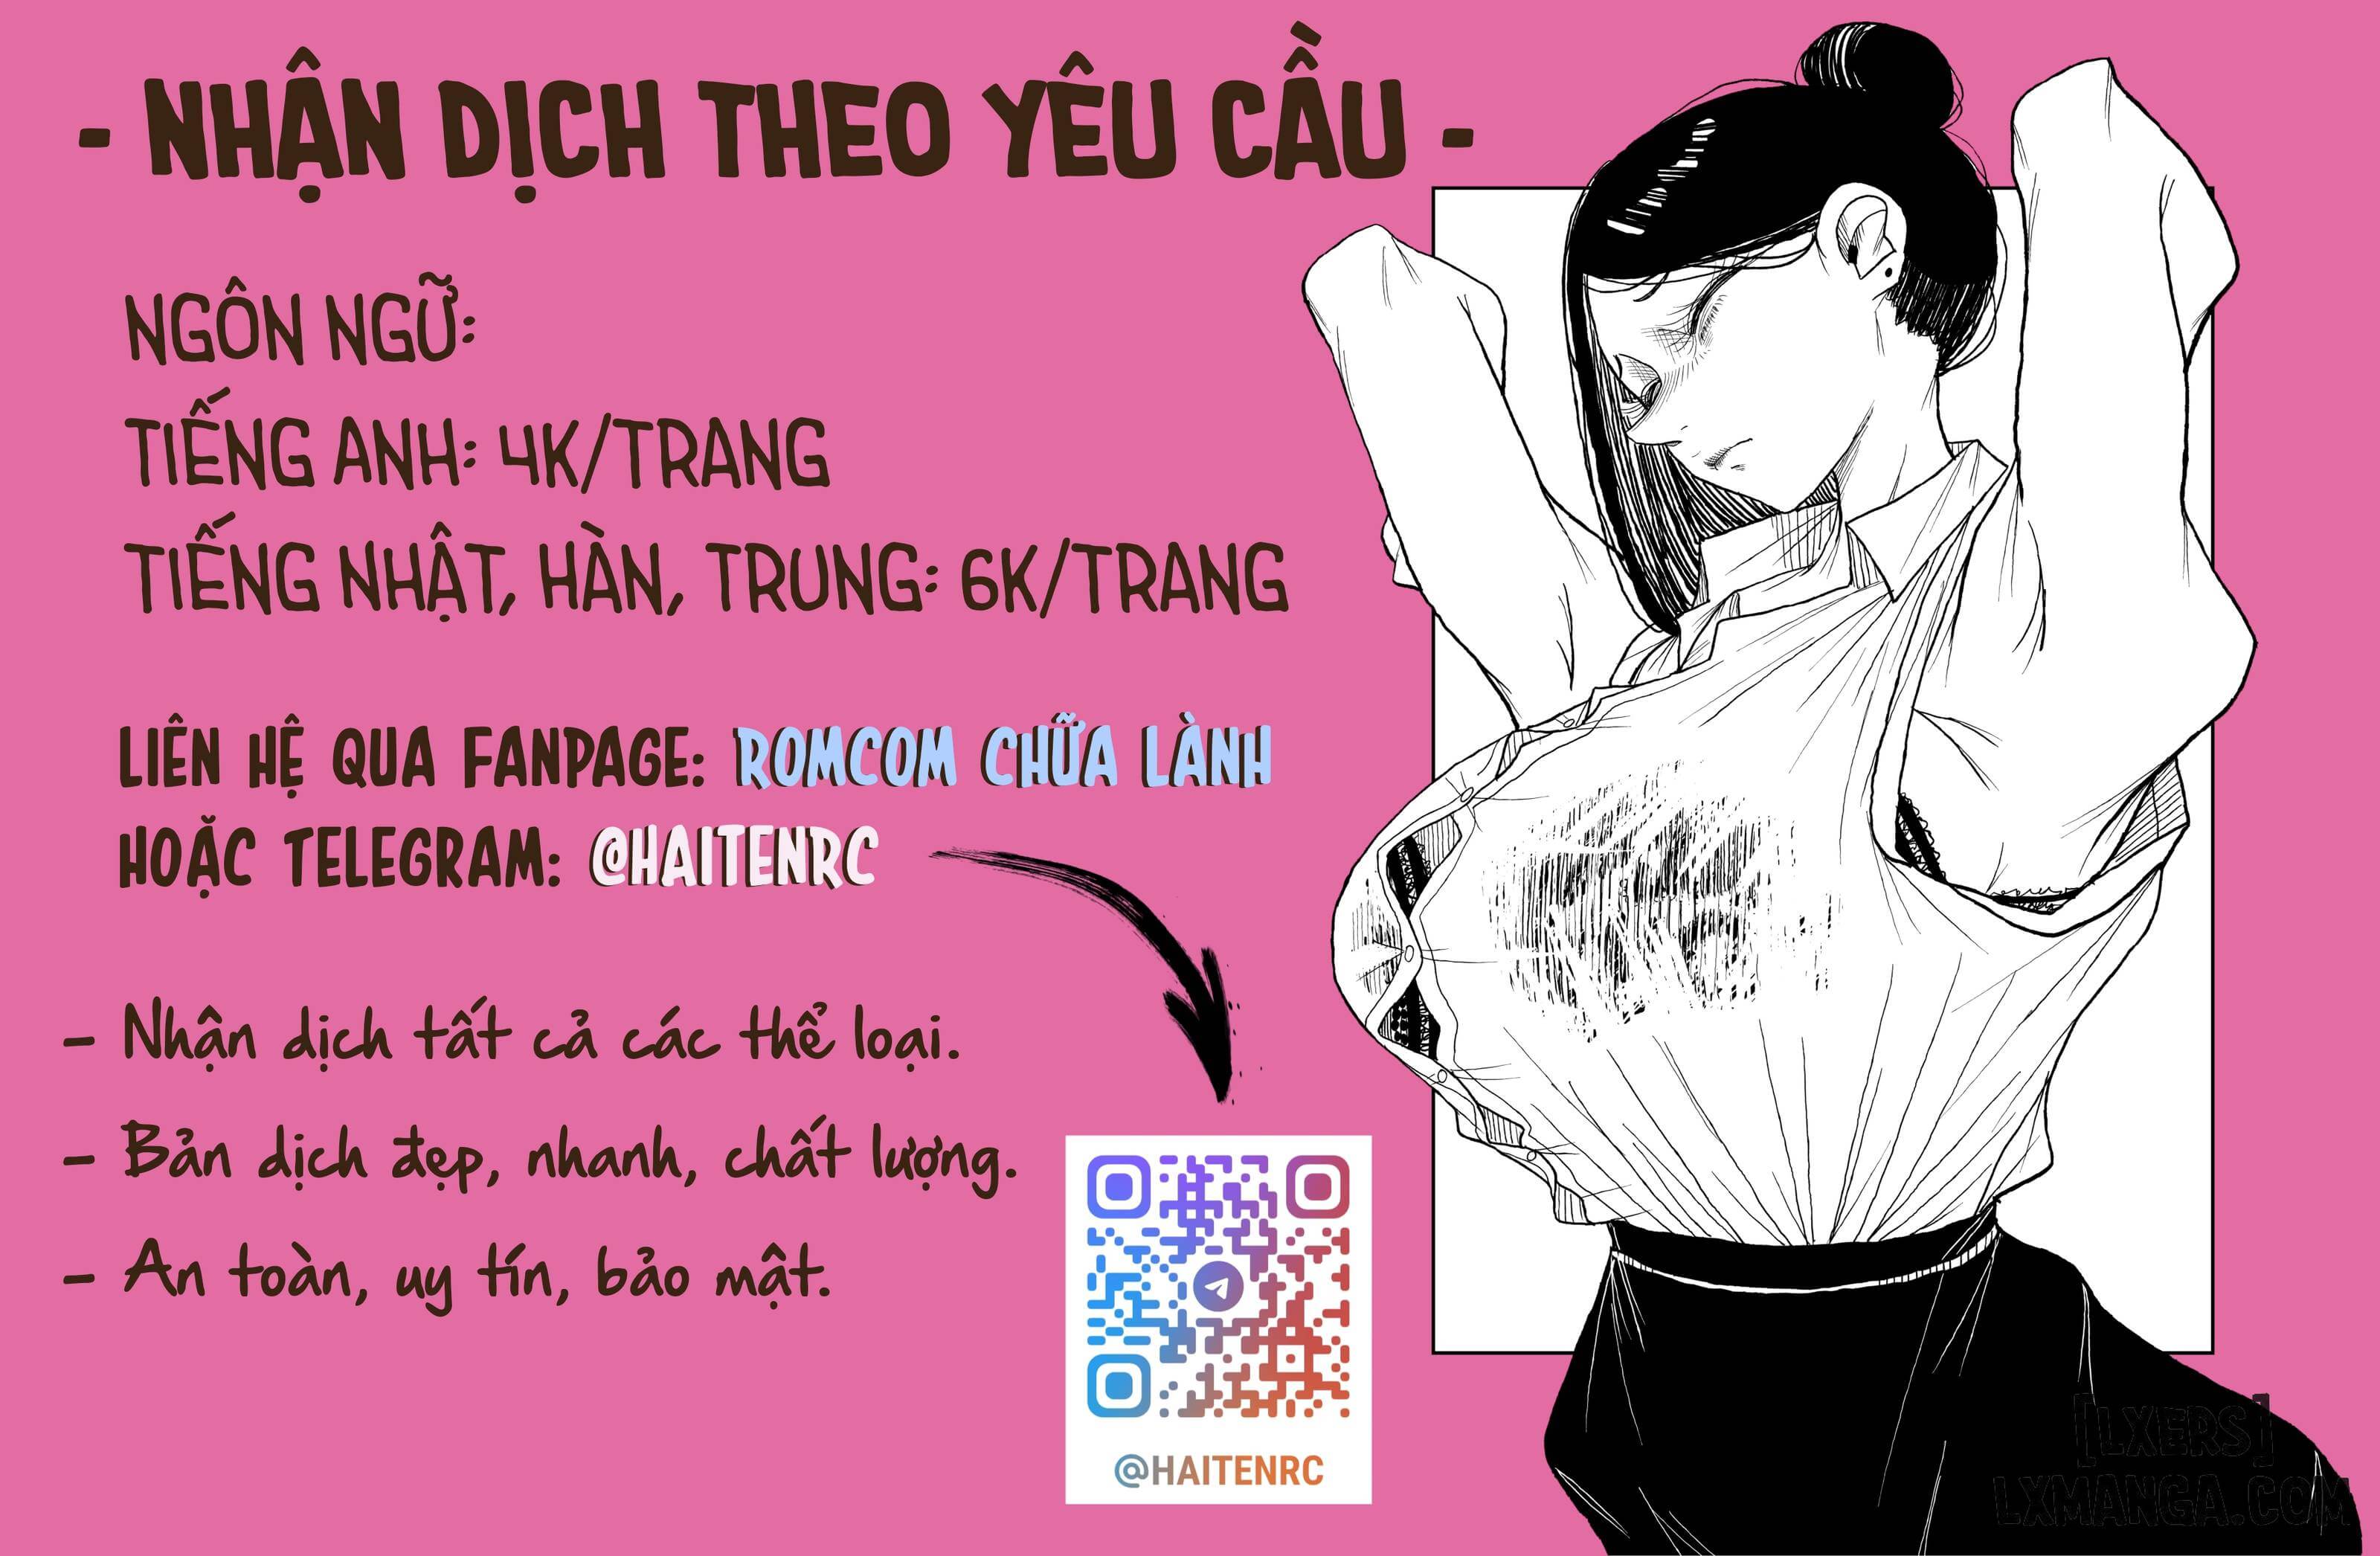 - NHẬN DỊCH THEO YÊU CẦU -
NGÔN NGỮ:
TIẾNG ANH: 4K/TRANG
TIẾNG NHẬT, HÀN, TRUNG: 6K/TRANG
LIÊN HỆ QUA FANPAGE: ROMCOM CHỮA LÀNH
HOẶC TELEGRAM: @HAITENRC
- Nhận dịch tất cả các thể loại.
- Bản dịch đẹp, nhanh, chất lượng.
- An toàn, uy tín, bảo mật.
@HAITENRC
[LXERS]
LXMANGA.COM